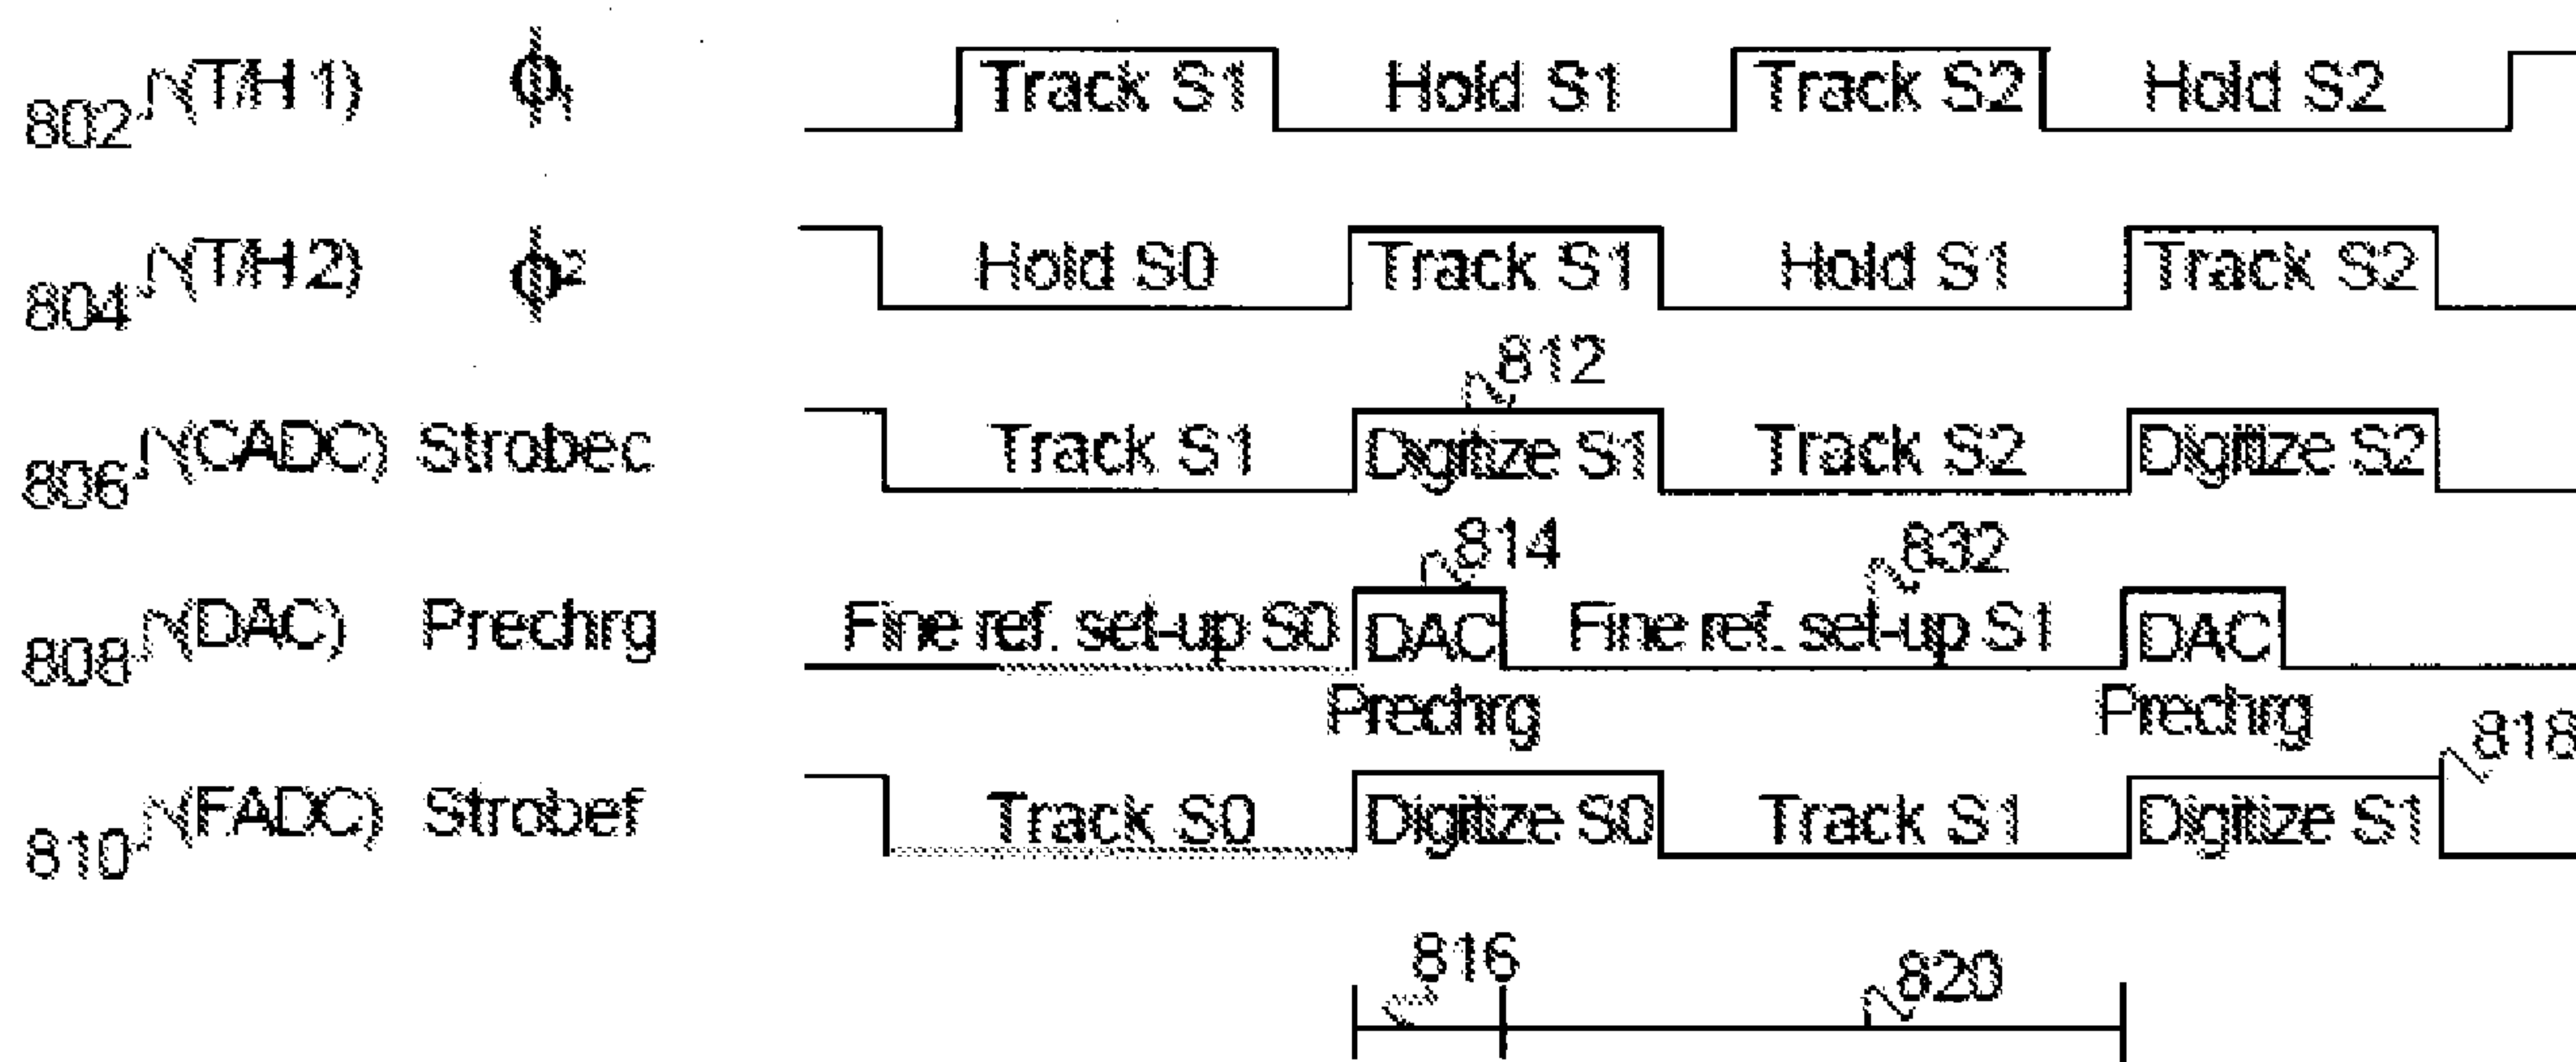 802 (T/H 1) ϕ1 Track S1 Hold S1 Track S2 Hold S2
804 (T/H 2) ϕ2 Hold S0 Track S1 Hold S1 Track S2
812
806 (CADC) Strobec Track S1 Digitize S1 Track S2 Digitize S2
814 832
808 (DAC) Prechrg Fine ref. set-up S0 DAC Fine ref. set-up S1 DAC
Prechrg Prechrg
818
810 (FADC) Strobef Track S0 Digitize S0 Track S1 Digitize S1
816 820